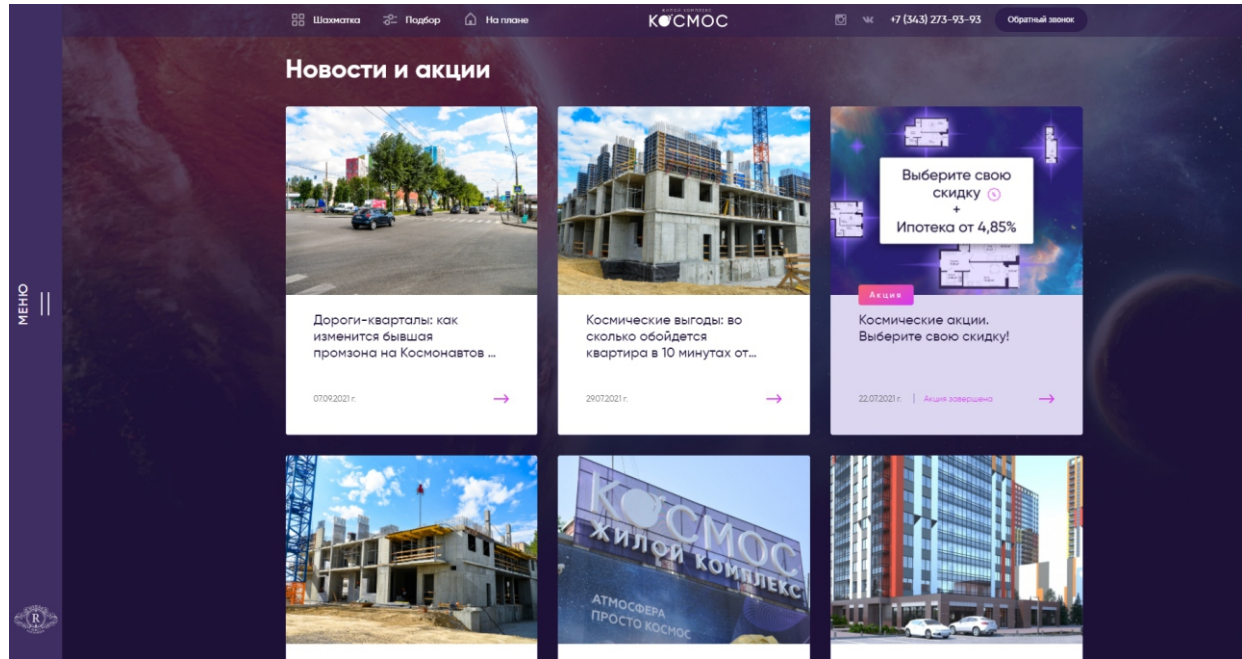 Шахматка
Подбор
На плане
ЖИЛОЙ КОМПЛЕКС
КОСМОС
+7 (343) 273-93-93
Обратный звонок
МЕНЮ
Новости и акции
Выберите свою
скидку
+
Ипотека от 4,85%
Акция
Дороги-кварталы: как
изменится бывшая
промзона на Космонавтов ...
07.09.2021 г.
Космические выгоды: во
сколько обойдется
квартира в 10 минутах от...
29.07.2021 г.
Космические акции.
Выберите свою скидку!
22.07.2021 г. | Акция завершена
КОСМОС
ЖИЛОЙ КОМПЛЕКС
АТМОСФЕРА
ПРОСТО КОСМОС
R